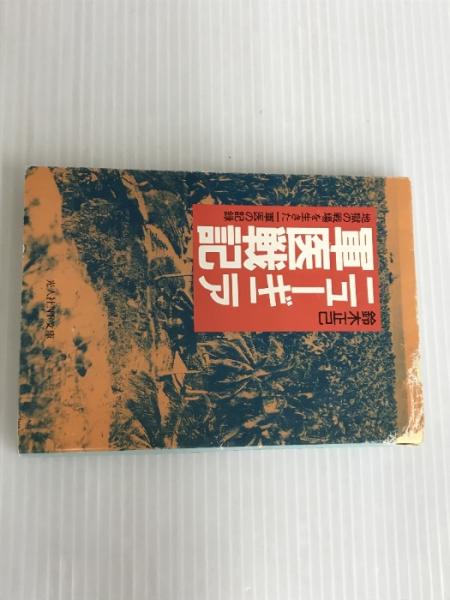 ニューギニア
軍医戦記
地獄の戦場を生きた一軍医の記録
鈴木正己
光人社NF文庫